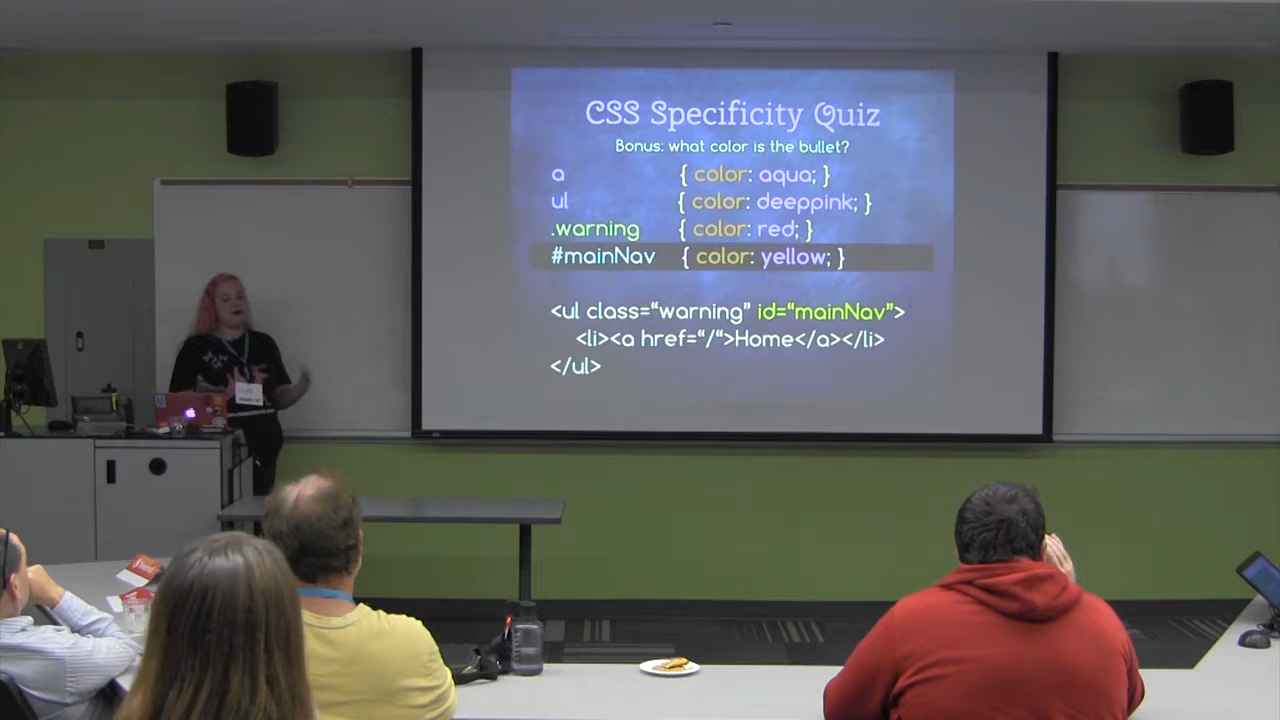 CSS Specificity Quiz
Bonus: what color is the bullet?
a { color: aqua; }
ul { color: deeppink; }
.warning { color: red; }
#mainNav { color: yellow; }
<ul class=“warning” id=“mainNav”>
<li><a href=“/“>Home</a></li>
</ul>